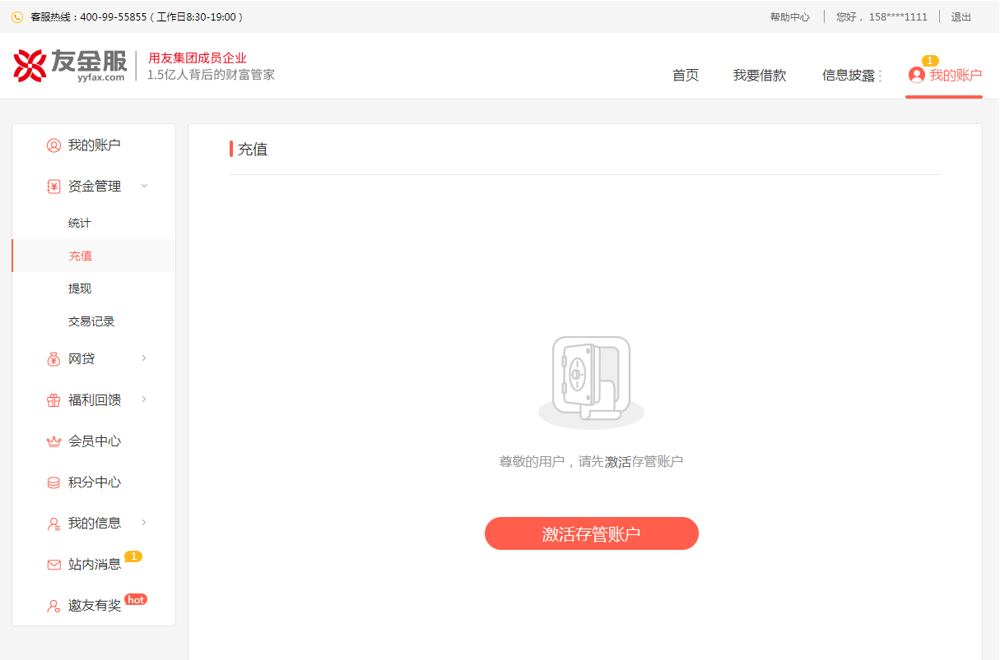 客服热线：400-99-55855（工作日8:30-19:00）
帮助中心
您好， 158****1111
退出
友金服
yyfax.com
用友集团成员企业
1.5亿人背后的财富管家
首页
我要借款
信息披露
1
我的账户
我的账户
资金管理
统计
充值
提现
交易记录
网贷
福利回馈
会员中心
积分中心
我的信息
站内消息 1
邀友有奖 hot
充值
尊敬的用户，请先激活存管账户
激活存管账户